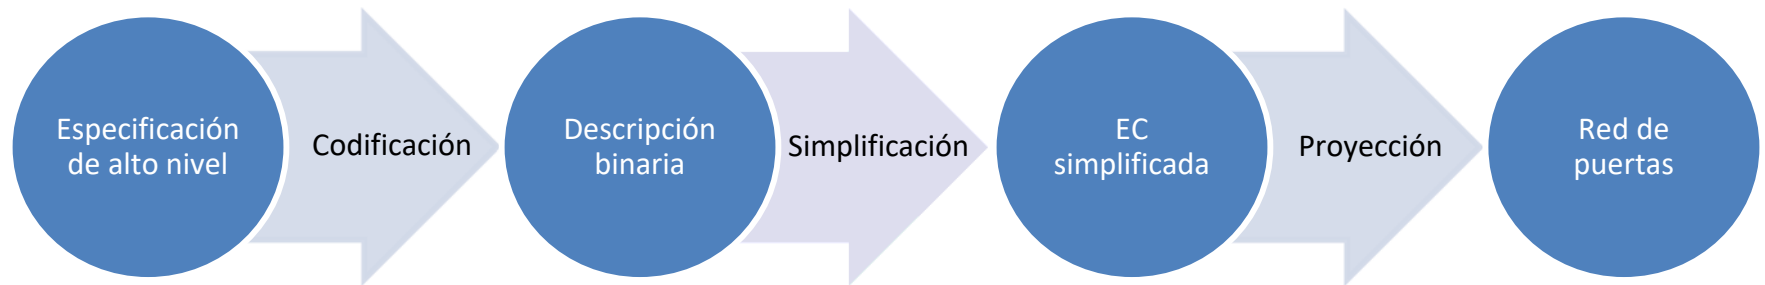 Especificación
de alto nivel
Codificación
Descripción
binaria
Simplificación
EC
simplificada
Proyección
Red de
puertas